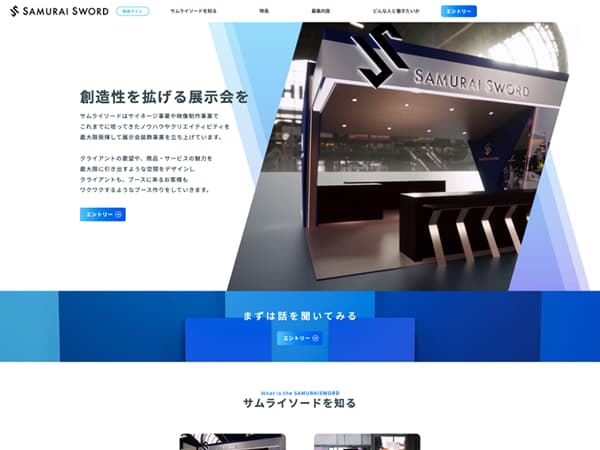 SAMURAI SWORD
サムライソードを知る
特長
募集内容
どんな人と働きたいか
エントリー
SAMURAI SWORD
創造性を拡げる展示会を
サムライソードはサイネージ事業や映像制作事業で
これまでに培ってきたノウハウやクリエイティビティを
最大限発揮して展示会装飾事業を立ち上げています。
クライアントの要望や、商品・サービスの魅力を
最大限に引き出すような空間をデザインし
クライアントも、ブースに来るお客様も
ワクワクするようなブース作りをしていきます。
エントリー
まずは話を聞いてみる
エントリー
What is the SAMURAISWORD
サムライソードを知る